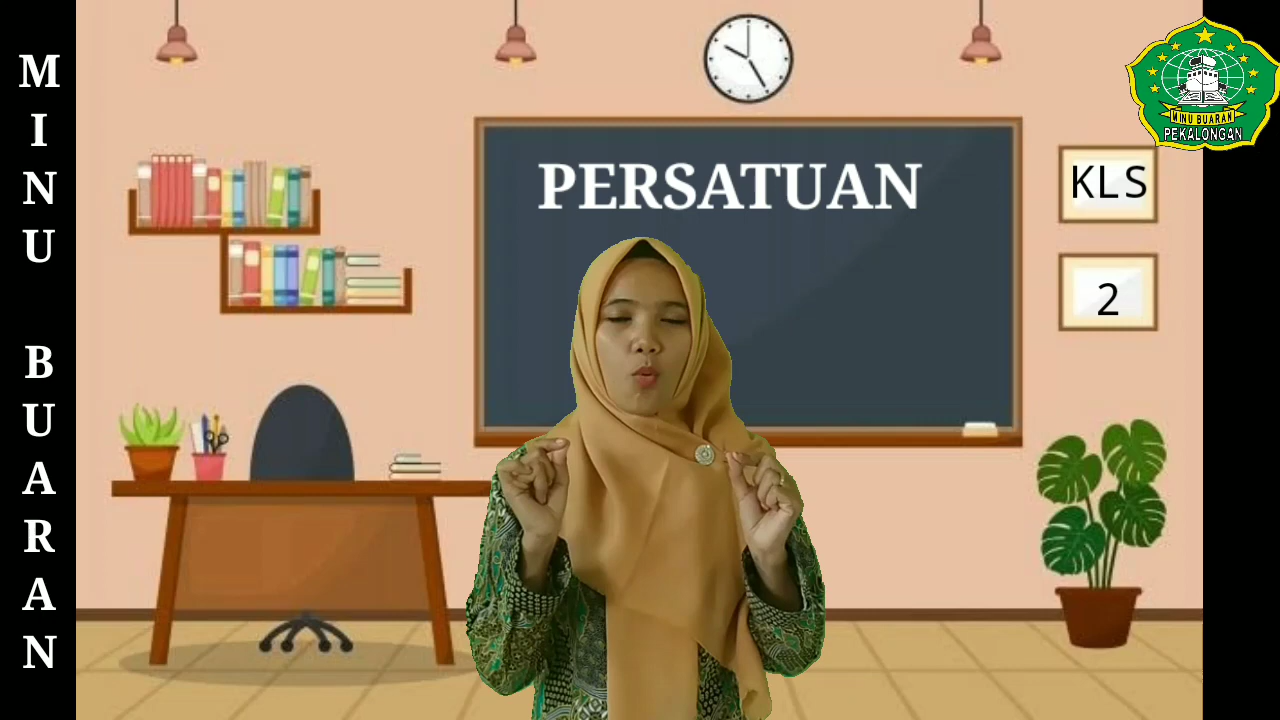 MINU BUARAN
PERSATUAN
KLS
2
MINU BUARAN
PEKALONGAN